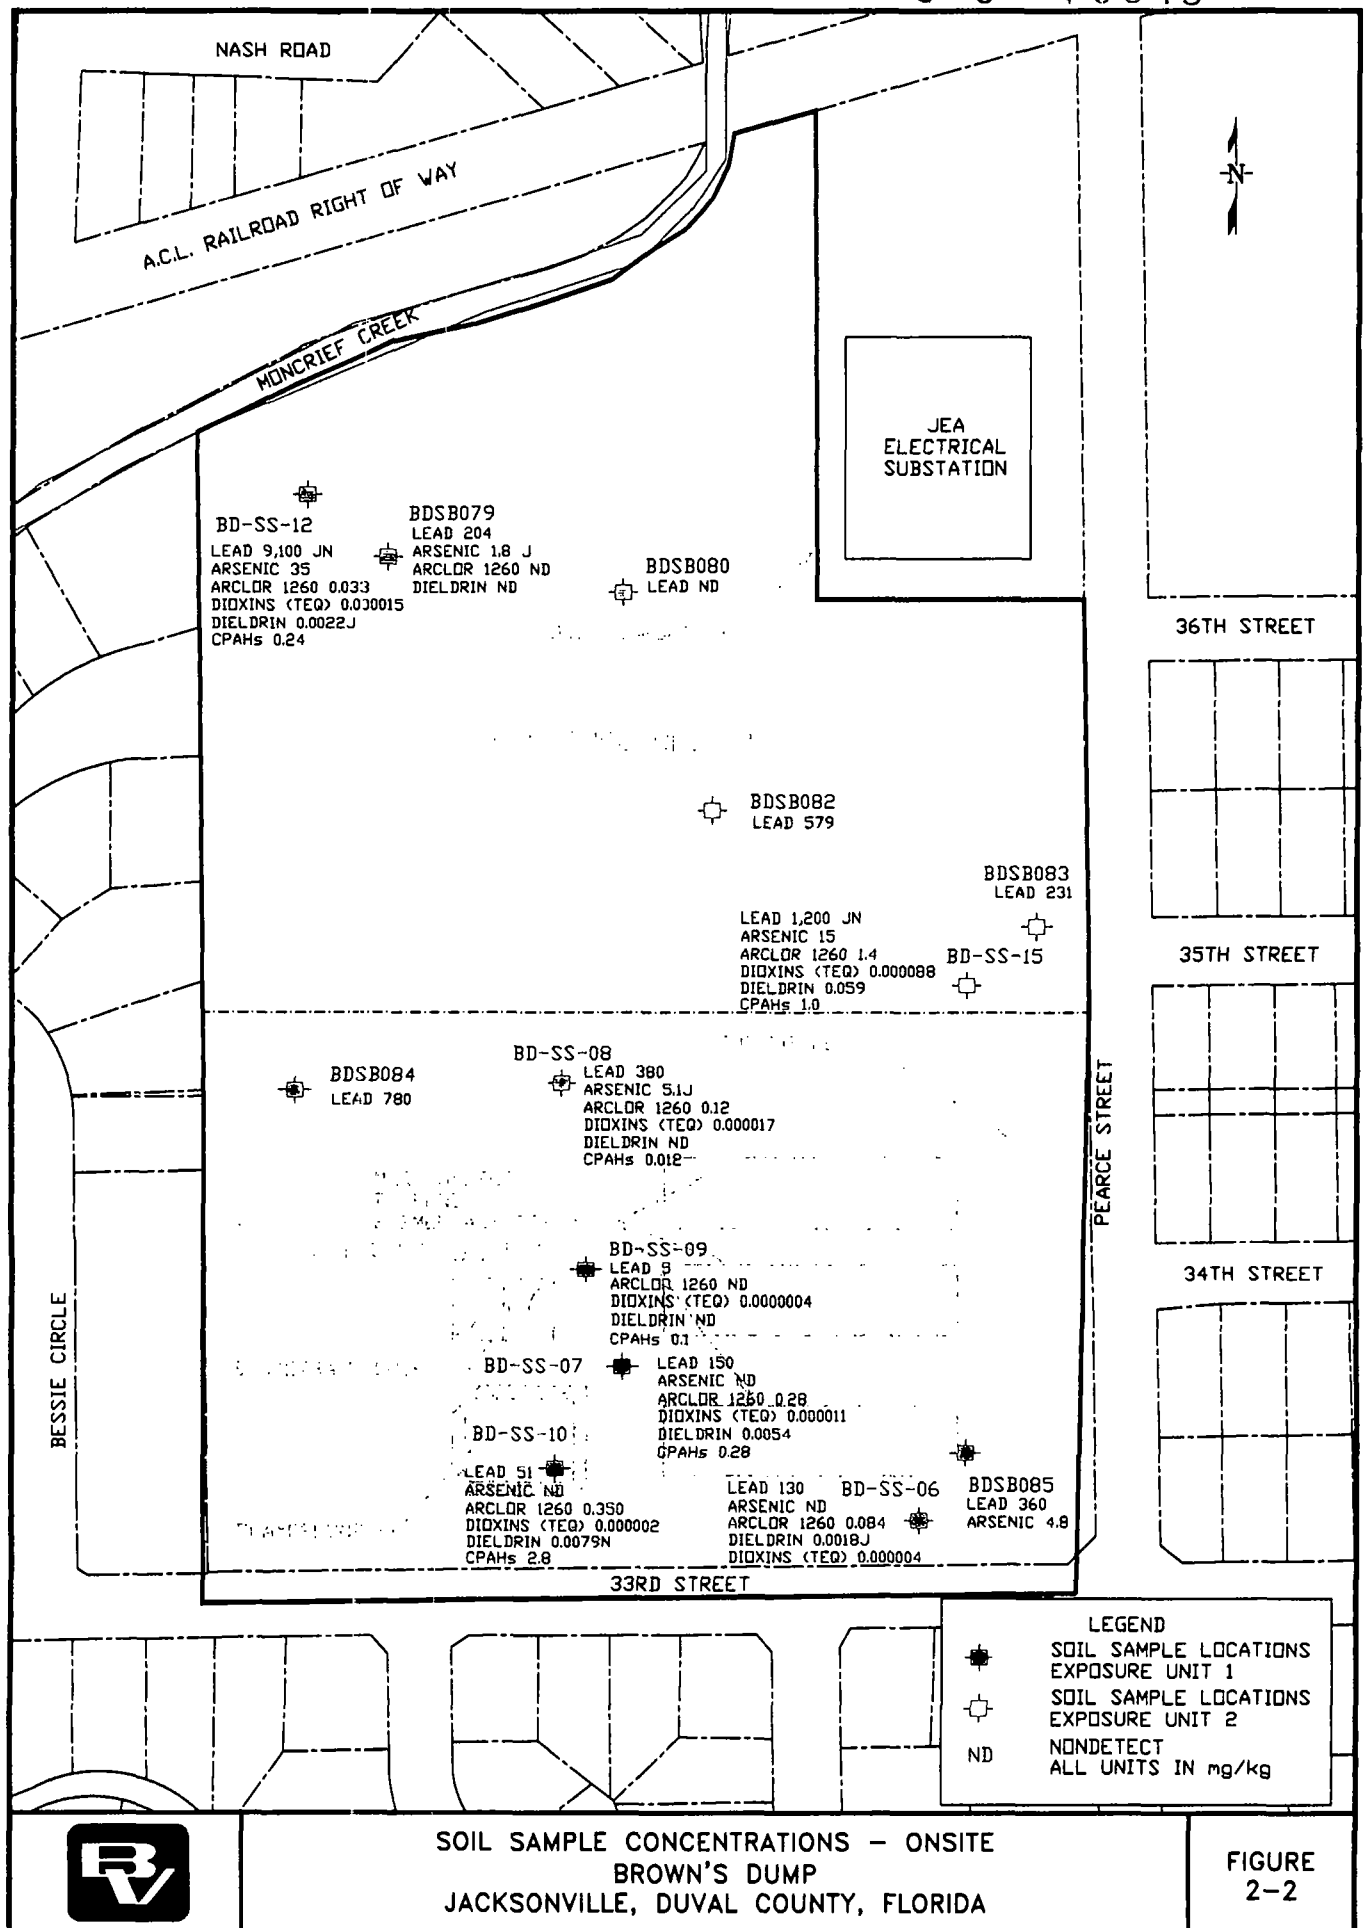 NASH ROAD
A.C.L. RAILROAD RIGHT OF WAY
N
MONCRIEF CREEK
JEA
ELECTRICAL
SUBSTATION
BD-SS-12
LEAD 9,100 JN
ARSENIC 35
ARCLOR 1260 0.033
DIOXINS (TEQ) 0.000015
DIELDRIN 0.0022J
CPAHs 0.24
BDSB079
LEAD 204
ARSENIC 1.8 J
ARCLOR 1260 ND
DIELDRIN ND
BDSB080
LEAD ND
36TH STREET
BDSB082
LEAD 579
BDSB083
LEAD 231
LEAD 1,200 JN
ARSENIC 15
ARCLOR 1260 1.4
DIOXINS (TEQ) 0.000088
DIELDRIN 0.059
CPAHs 1.0
BD-SS-15
35TH STREET
BDSB084
LEAD 780
BD-SS-08
LEAD 380
ARSENIC 5.1J
ARCLOR 1260 0.12
DIOXINS (TEQ) 0.000017
DIELDRIN ND
CPAHs 0.012
PEARCE STREET
BD-SS-09
LEAD 9
ARCLOR 1260 ND
DIOXINS (TEQ) 0.0000004
DIELDRIN ND
CPAHs 0.1
34TH STREET
BESSIE CIRCLE
BD-SS-07
LEAD 150
ARSENIC ND
ARCLOR 1260 0.28
DIOXINS (TEQ) 0.000011
DIELDRIN 0.0054
CPAHs 0.28
BD-SS-10
LEAD 51
ARSENIC ND
ARCLOR 1260 0.350
DIOXINS (TEQ) 0.000002
DIELDRIN 0.0079N
CPAHs 2.8
LEAD 130
ARSENIC ND
ARCLOR 1260 0.084
DIELDRIN 0.0018J
DIOXINS (TEQ) 0.000004
BD-SS-06
BDSB085
LEAD 360
ARSENIC 4.8
33RD STREET
LEGEND
SOIL SAMPLE LOCATIONS
EXPOSURE UNIT 1
SOIL SAMPLE LOCATIONS
EXPOSURE UNIT 2
ND NONDETECT
ALL UNITS IN mg/kg
BV
SOIL SAMPLE CONCENTRATIONS - ONSITE
BROWN'S DUMP
JACKSONVILLE, DUVAL COUNTY, FLORIDA
FIGURE
2-2